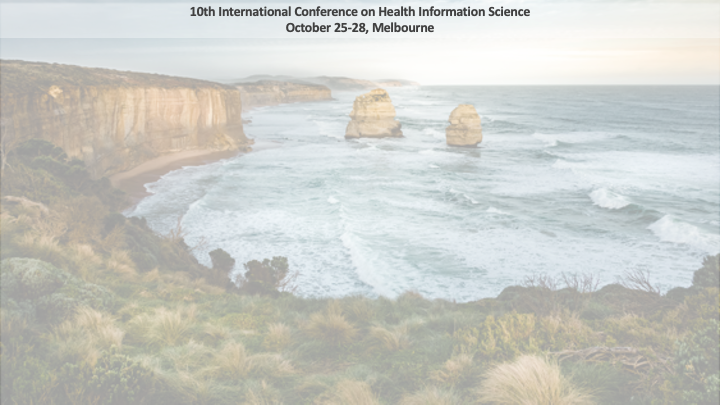 10th International Conference on Health Information Science
October 25-28, Melbourne